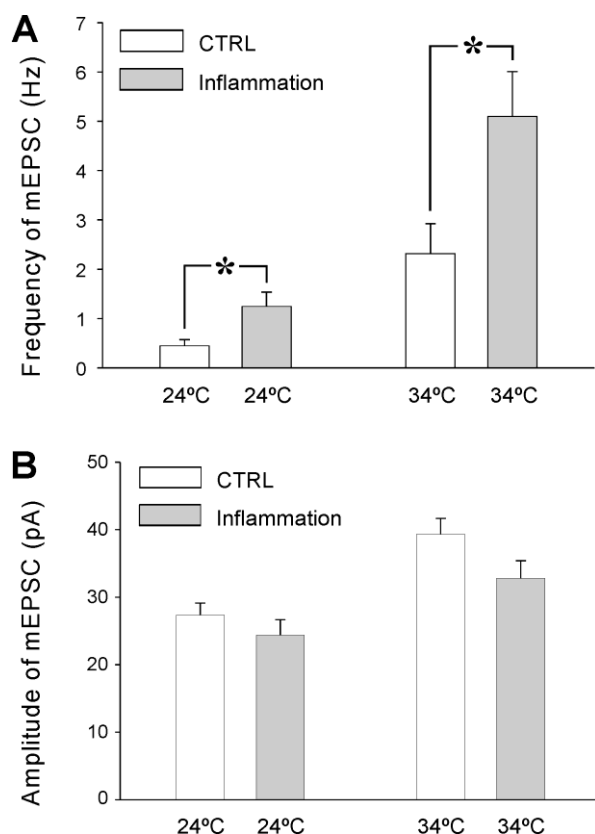 A
Frequency of mEPSC (Hz)
7
6
5
4
3
2
1
0
CTRL
Inflammation
*
*
24ºC 24ºC 34ºC 34ºC
B
Amplitude of mEPSC (pA)
50
40
30
20
10
0
CTRL
Inflammation
24ºC 24ºC 34ºC 34ºC